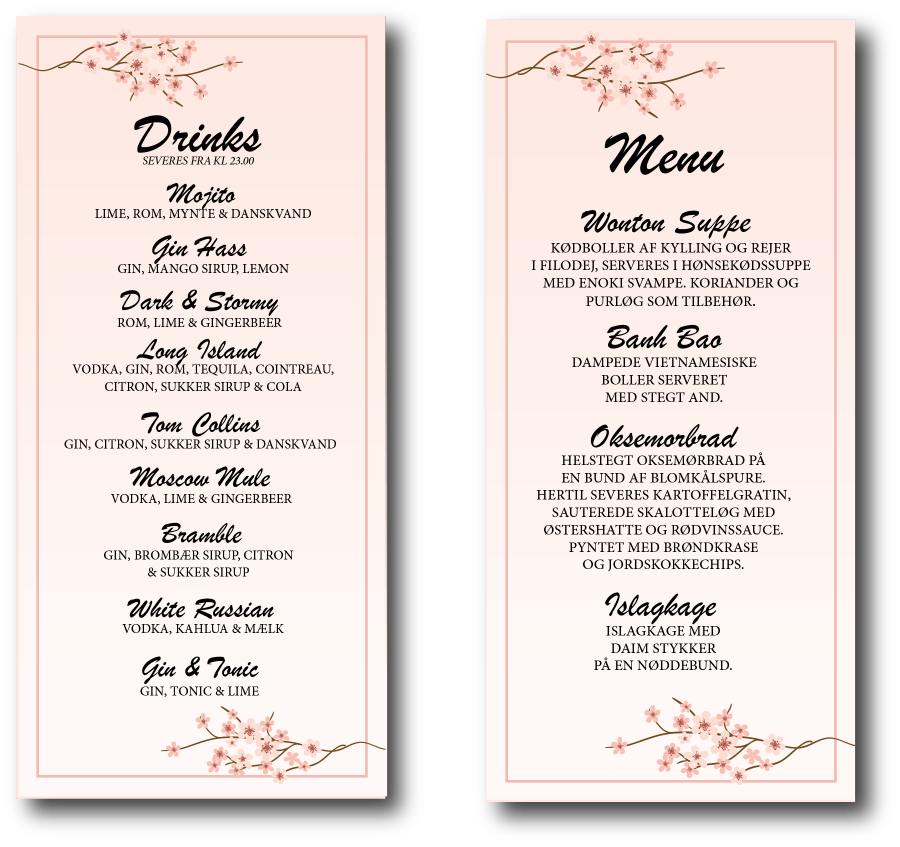 Drinks
SEVERES FRA KL 23.00
Mojito
LIME, ROM, MYNTE & DANSKVAND
Gin Hass
GIN, MANGO SIRUP, LEMON
Dark & Stormy
ROM, LIME & GINGERBEER
Long Island
VODKA, GIN, ROM, TEQUILA, COINTREAU,
CITRON, SUKKER SIRUP & COLA
Tom Collins
GIN, CITRON, SUKKER SIRUP & DANSKVAND
Moscow Mule
VODKA, LIME & GINGERBEER
Bramble
GIN, BROMBÆR SIRUP, CITRON
& SUKKER SIRUP
White Russian
VODKA, KAHLUA & MÆLK
Gin & Tonic
GIN, TONIC & LIME
Menu
Wonton Suppe
KØDBOLLER AF KYLLING OG REJER
I FILODEJ, SERVERES I HØNSEKØDSSUPPE
MED ENOKI SVAMPE. KORIANDER OG
PURLØG SOM TILBEHØR.
Banh Bao
DAMPEDE VIETNAMESISKE
BOLLER SERVERET
MED STEGT AND.
Oksemorbrad
HELSTEGT OKSEMØRBRAD PÅ
EN BUND AF BLOMKÅLSPURE.
HERTIL SEVERES KARTOFFELGRATIN,
SAUTEREDE SKALOTTELØG MED
ØSTERSHATTE OG RØDVINSSAUCE.
PYNTET MED BRØNDKRASE
OG JORDSKOKKECHIPS.
Islagkage
ISLAGKAGE MED
DAIM STYKKER
PÅ EN NØDDEBUND.